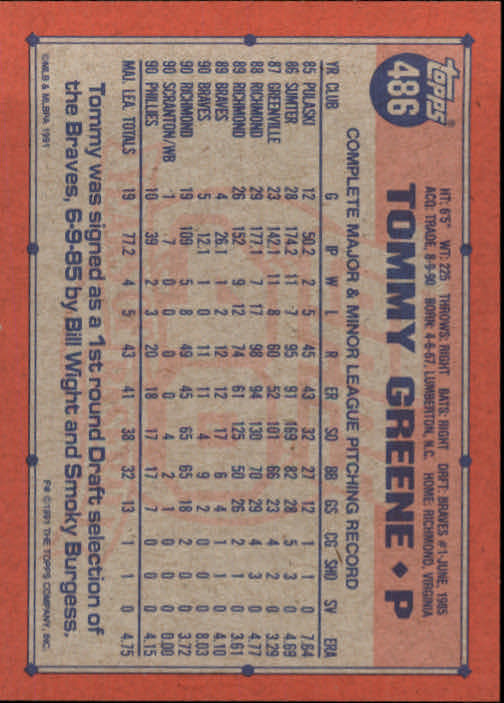 topps®
486
TOMMY GREENE ◆ P
HT: 6'5" WT: 225 THROWS: RIGHT BATS: RIGHT DRFT: BRAVES #1-JUNE, 1985
ACQ: TRADE, 8-9-90 BORN: 4-6-67, LUMBERTON, N.C. HOME: RICHMOND, VIRGINIA
COMPLETE MAJOR & MINOR LEAGUE PITCHING RECORD
YR CLUB G IP W L R ER SO BB GS CG SHO SV ERA
85 PULASKI 12 50.2 2 5 45 43 32 27 12 1 1 0 7.64
86 SUMTER 28 174.2 11 7 95 91 169 82 28 5 3 0 4.69
87 GREENVILLE 23 142.1 11 8 60 52 101 66 23 4 2 0 3.29
88 RICHMOND 29 177.1 7 17 98 94 130 70 29 4 3 0 4.77
89 RICHMOND 26 152 9 12 74 61 125 50 26 2 1 0 3.61
89 BRAVES 4 26.1 1 2 12 12 17 6 4 1 1 0 4.10
90 BRAVES 5 12.1 1 0 11 11 4 9 2 0 0 0 8.03
90 RICHMOND 19 109 5 8 49 45 65 65 18 2 0 0 3.72
90 SCRANTON/WB 1 7 0 0 0 0 4 2 1 0 0 0 0.00
90 PHILLIES 10 39 2 3 20 18 17 17 7 0 0 0 4.15
MAJ. LEA. TOTALS 19 77.2 4 5 43 41 38 32 13 1 1 0 4.75
Tommy was signed as a 1st round Draft selection of
the Braves, 6-9-85 by Bill Wight and Smoky Burgess.
©MLB & MLBPA 1991 F* ©1991 THE TOPPS COMPANY, INC.